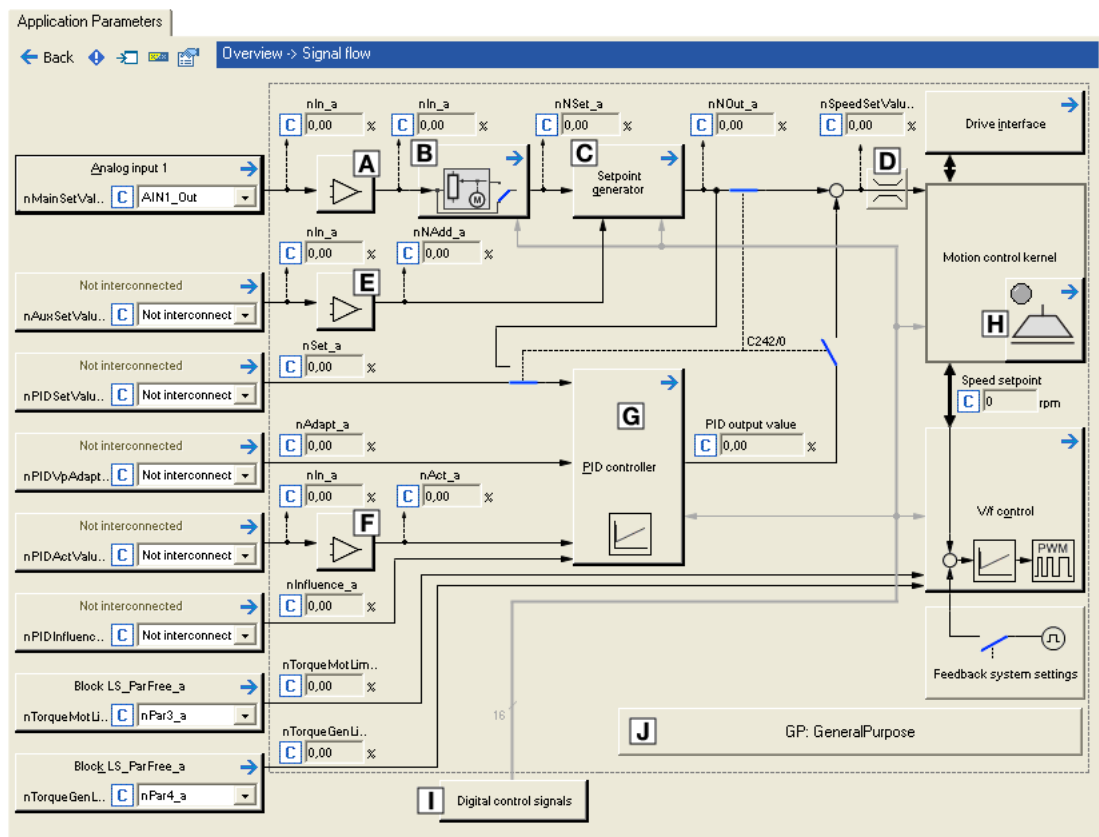 Application Parameters
Back
Overview -> Signal flow
nIn_a
C 0,00 %
nIn_a
C 0,00 %
nNSet_a
C 0,00 %
nNOut_a
C 0,00 %
nSpeedSetValu..
C 0,00 %
Drive interface
Analog input 1
nMainSetVal.. C AIN1_Out
A
B
M
C
Setpoint
generator
D
nIn_a
C 0,00 %
nNAdd_a
C 0,00 %
Motion control kernel
Not interconnected
nAuxSetValu.. C Not interconnect
E
H
nSet_a
C 0,00 %
C242/0
Not interconnected
nPIDSetValu.. C Not interconnect
Speed setpoint
C 0 rpm
G
PID controller
nAdapt_a
C 0,00 %
PID output value
C 0,00 %
Not interconnected
nPIDVpAdapt.. C Not interconnect
nIn_a
C 0,00 %
nAct_a
C 0,00 %
V/f control
PWM
Not interconnected
nPIDActValu.. C Not interconnect
F
nInfluence_a
C 0,00 %
Not interconnected
nPIDInfluenc.. C Not interconnect
Feedback system settings
nTorqueMotLim..
C 0,00 %
Block LS_ParFree_a
nTorqueMotLi.. C nPar3_a
16
nTorqueGenLi..
C 0,00 %
J GP: GeneralPurpose
Block LS_ParFree_a
nTorqueGenL.. C nPar4_a
I Digital control signals